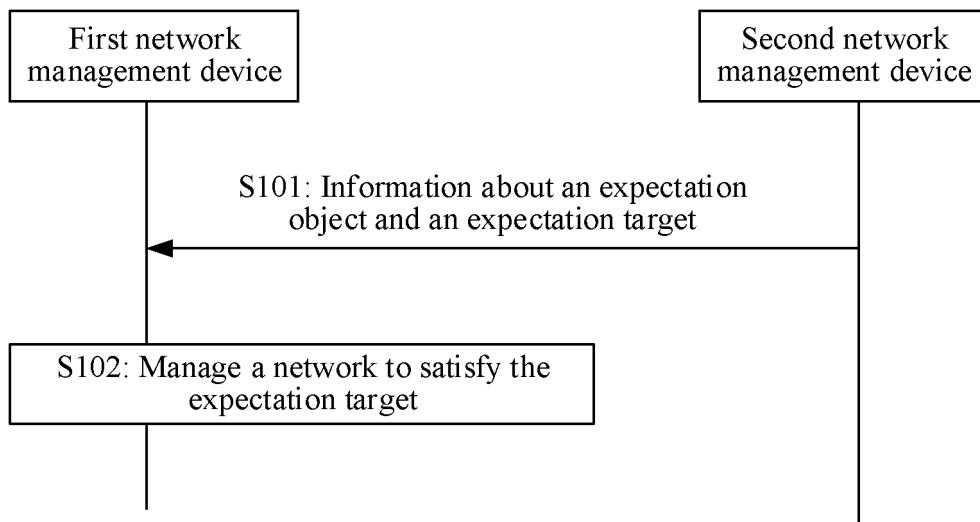 First network
management device
Second network
management device
S101: Information about an expectation
object and an expectation target
S102: Manage a network to satisfy the
expectation target